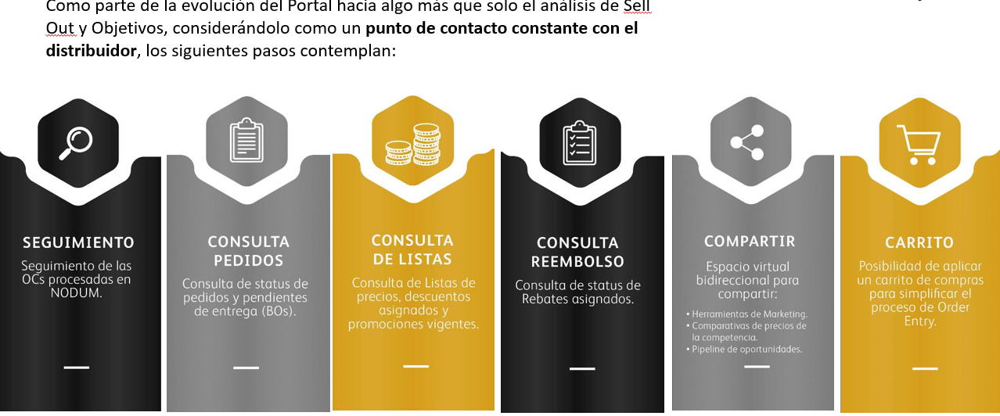 Como parte de la evolución del Portal hacia algo más que solo el análisis de Sell
Out y Objetivos, considerándolo como un punto de contacto constante con el
distribuidor, los siguientes pasos contemplan:
SEGUIMIENTO
Seguimiento de las
OCs procesadas en
NODUM.
CONSULTA
PEDIDOS
Consulta de status de
pedidos y pendientes
de entrega (BOs).
CONSULTA
DE LISTAS
Consulta de Listas de
precios, descuentos
asignados y
promociones vigentes.
CONSULTA
REEMBOLSO
Consulta de status de
Rebates asignados.
COMPARTIR
Espacio virtual
bidireccional para
compartir:
• Herramientas de Marketing.
• Comparativas de precios de
la competencia.
• Pipeline de oportunidades.
CARRITO
Posibilidad de aplicar
un carrito de compras
para simplificar el
proceso de Order
Entry.